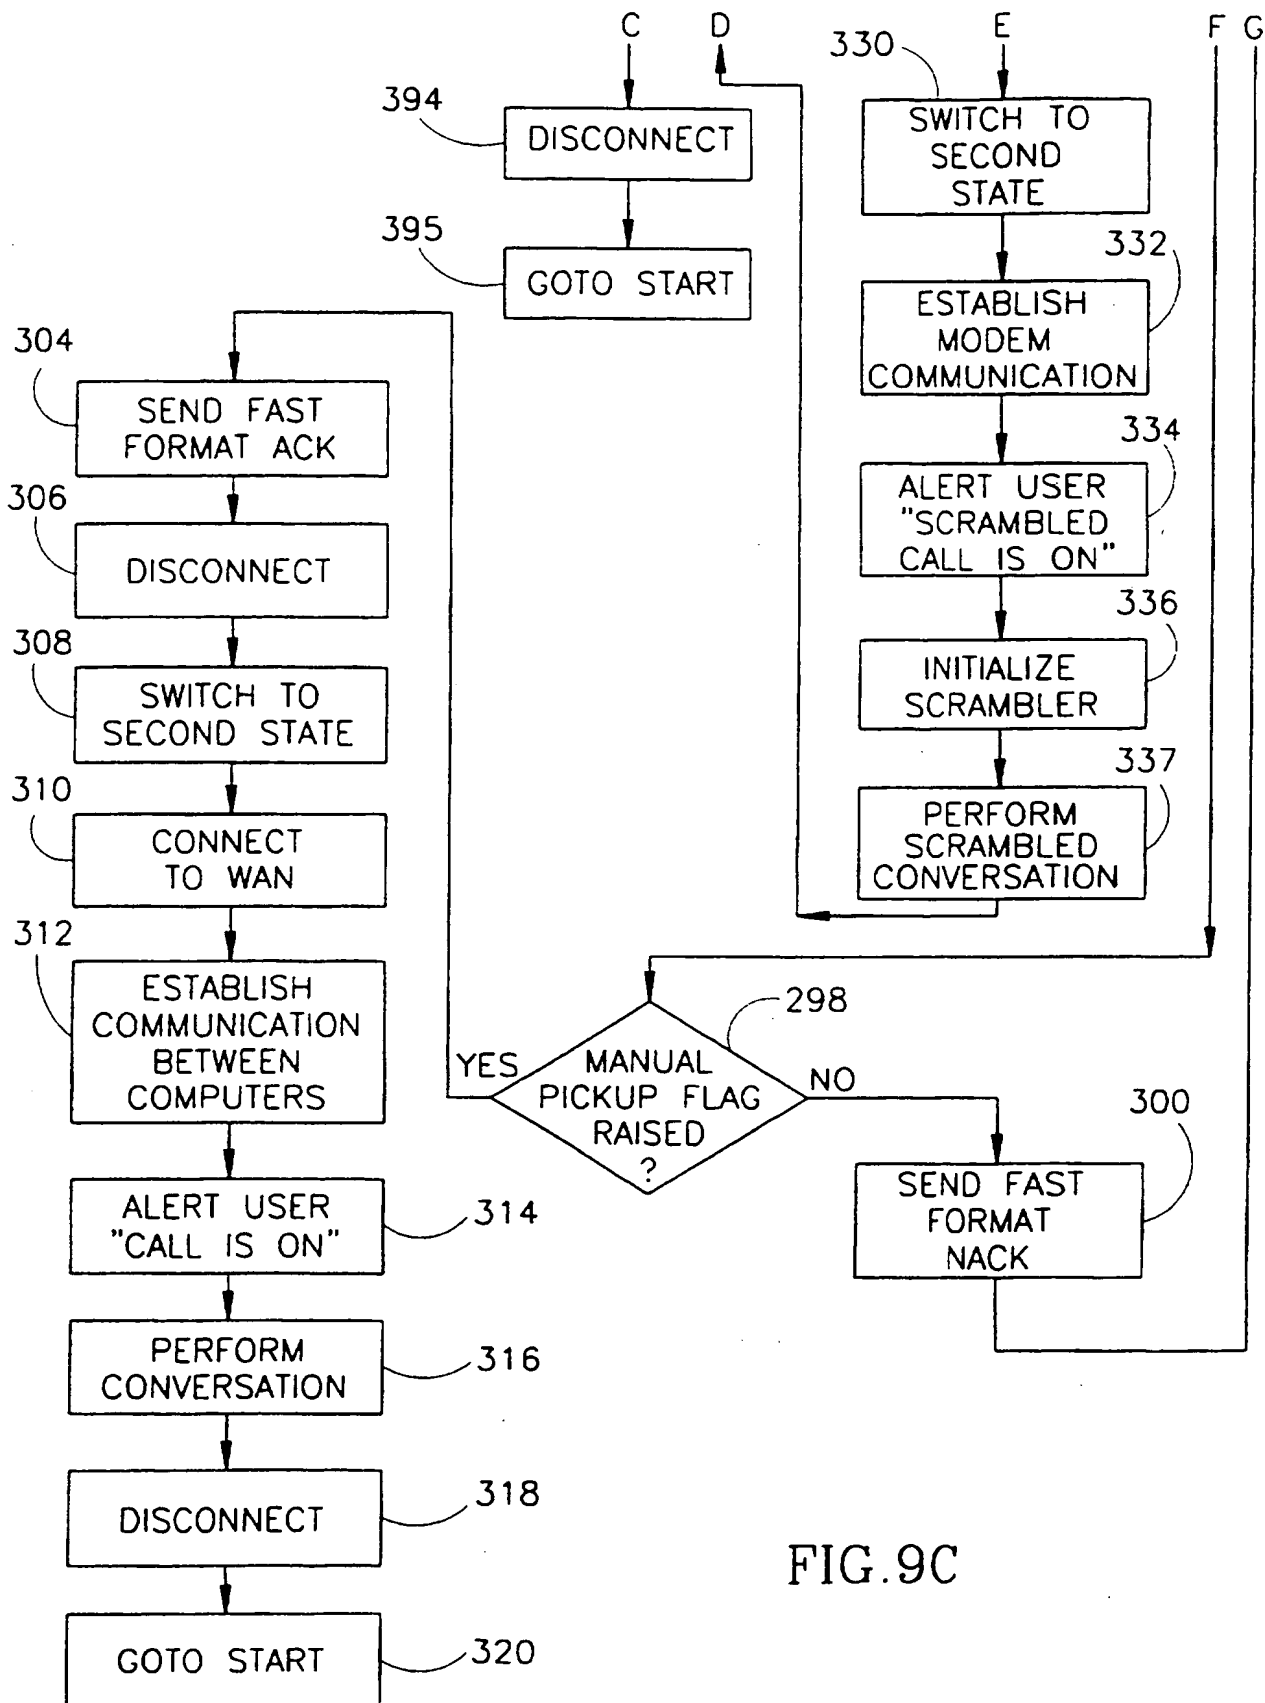 C
D
E
F
G
394
DISCONNECT
395
GOTO START
330
SWITCH TO
SECOND
STATE
332
ESTABLISH
MODEM
COMMUNICATION
334
ALERT USER
"SCRAMBLED
CALL IS ON"
336
INITIALIZE
SCRAMBLER
337
PERFORM
SCRAMBLED
CONVERSATION
304
SEND FAST
FORMAT ACK
306
DISCONNECT
308
SWITCH TO
SECOND STATE
310
CONNECT
TO WAN
312
ESTABLISH
COMMUNICATION
BETWEEN
COMPUTERS
314
ALERT USER
"CALL IS ON"
316
PERFORM
CONVERSATION
318
DISCONNECT
320
GOTO START
298
MANUAL
PICKUP FLAG
RAISED
?
YES
NO
300
SEND FAST
FORMAT
NACK
FIG.9C